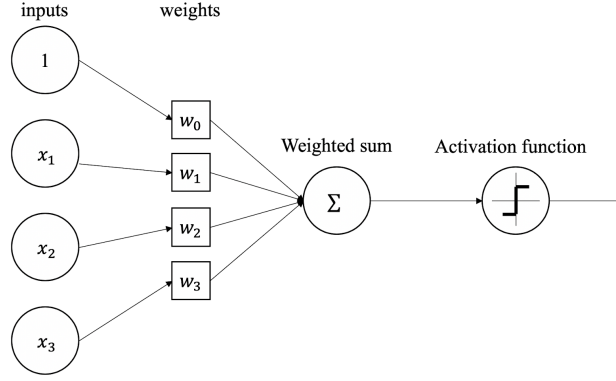 inputs
weights
1
w₀
x₁
w₁
Weighted sum
Activation function
Σ
x₂
w₂
w₃
x₃